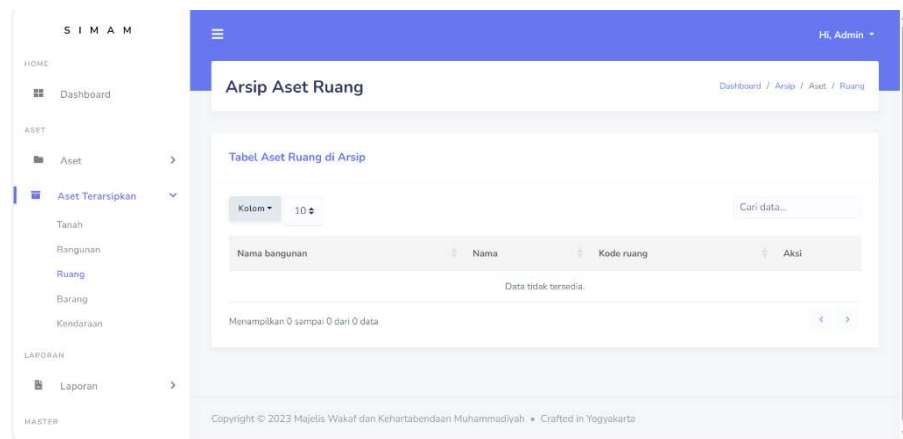 S I M A M
Hi, Admin
HOME
Dashboard
ASET
Aset
Aset Terarsipkan
Tanah
Bangunan
Ruang
Barang
Kendaraan
LAPORAN
Laporan
MASTER
Arsip Aset Ruang
Dashboard / Arsip / Aset / Ruang
Tabel Aset Ruang di Arsip
Kolom 10 Cari data...
Nama bangunan Nama Kode ruang Aksi
Data tidak tersedia.
Menampilkan 0 sampai 0 dari 0 data
Copyright © 2023 Majelis Wakaf dan Kehartabendaan Muhammadiyah • Crafted in Yogyakarta